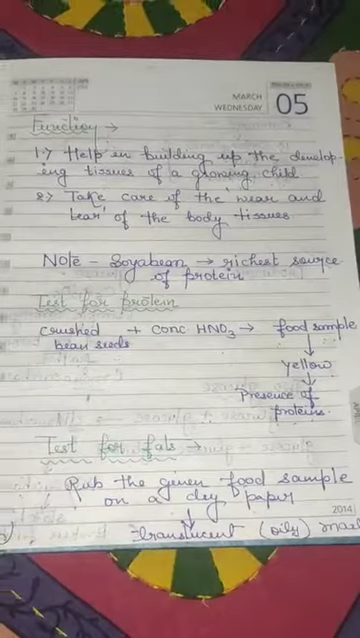 MARCH
WEDNESDAY 05
Function →
1.> Help in building up the develop-
ing tissues of a growing child
2> Take care of the 'wear and
tear' of the body tissues
Note - Soyabean → richest source
of protein
Test for protein
crushed + conc HNO3 → food sample
bean seeds
↓
Yellow
↓
Presence of
proteins.
Test for fats →
Rub the given food sample
on a dry paper
↓
2014
translucent (oily)